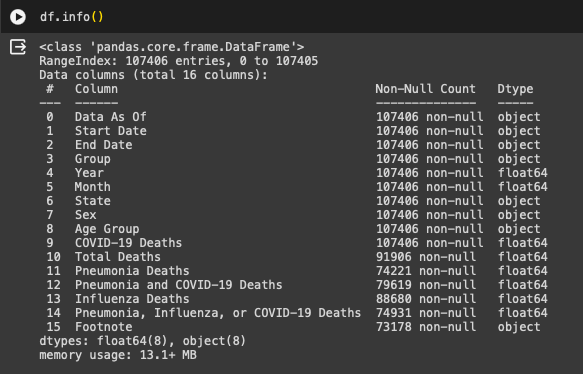 df.info()
<class 'pandas.core.frame.DataFrame'>
RangeIndex: 107406 entries, 0 to 107405
Data columns (total 16 columns):
 #   Column                                    Non-Null Count   Dtype
---  ------                                    --------------   -----
 0   Data As Of                                107406 non-null  object
 1   Start Date                                107406 non-null  object
 2   End Date                                  107406 non-null  object
 3   Group                                     107406 non-null  object
 4   Year                                      107406 non-null  float64
 5   Month                                     107406 non-null  float64
 6   State                                     107406 non-null  object
 7   Sex                                       107406 non-null  object
 8   Age Group                                 107406 non-null  object
 9   COVID-19 Deaths                           107406 non-null  float64
 10  Total Deaths                              91906 non-null   float64
 11  Pneumonia Deaths                          74221 non-null   float64
 12  Pneumonia and COVID-19 Deaths             79619 non-null   float64
 13  Influenza Deaths                          88680 non-null   float64
 14  Pneumonia, Influenza, or COVID-19 Deaths  74931 non-null   float64
 15  Footnote                                  73178 non-null   object
dtypes: float64(8), object(8)
memory usage: 13.1+ MB